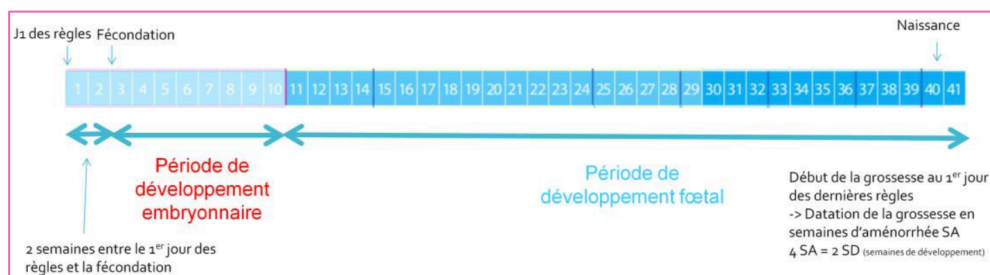 J1 des règles Fécondation
Naissance
1 2 3 4 5 6 7 8 9 10 11 12 13 14 15 16 17 18 19 20 21 22 23 24 25 26 27 28 29 30 31 32 33 34 35 36 37 38 39 40 41
Période de
développement
embryonnaire
Période de
développement fœtal
2 semaines entre le 1er jour des
règles et la fécondation
Début de la grossesse au 1er jour
des dernières règles
-> Datation de la grossesse en
semaines d'aménorrhée SA
4 SA = 2 SD (semaines de développement)